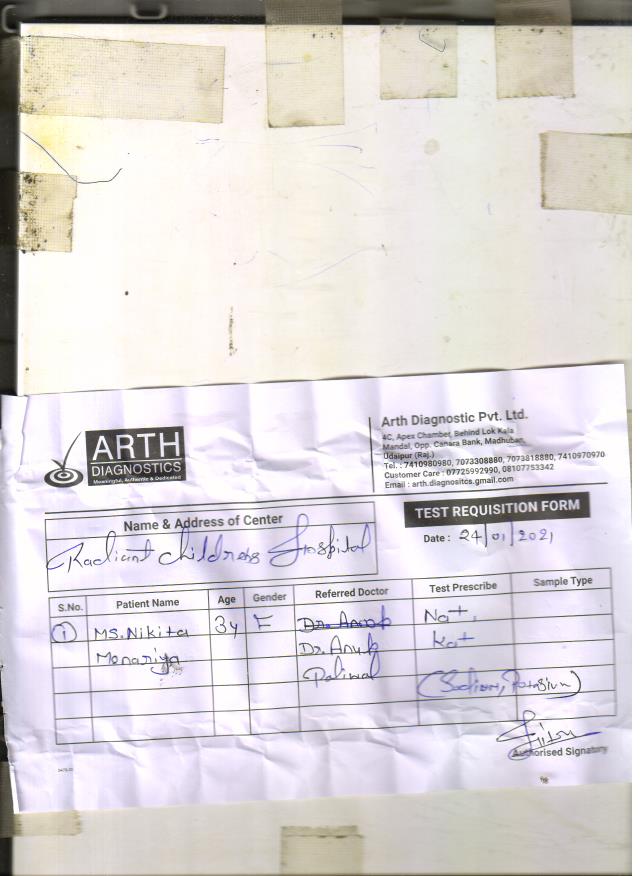 ARTH
DIAGNOSTICS
Meaningful, Authentic & Dedicated
Arth Diagnostic Pvt. Ltd.
4C, Apex Chamber, Behind Lok Kala
Mandal, Opp. Canara Bank, Madhuban,
Udaipur (Raj.)
Tel. : 7410980980, 7073308880, 7073818880, 7410970970
Customer Care : 07725992990, 08107753342
Email : arth.diagnositcs.gmail.com
TEST REQUISITION FORM
Date : 24/01/2021
Name & Address of Center
Radiant Childrens Hospital
S.No. Patient Name Age Gender Referred Doctor Test Prescribe Sample Type
1 MS. Nikita 3y F Na+,
Menariya Dr. Anup Ka+
Paliwal (Sodium, Potasium)
Authorised Signatory